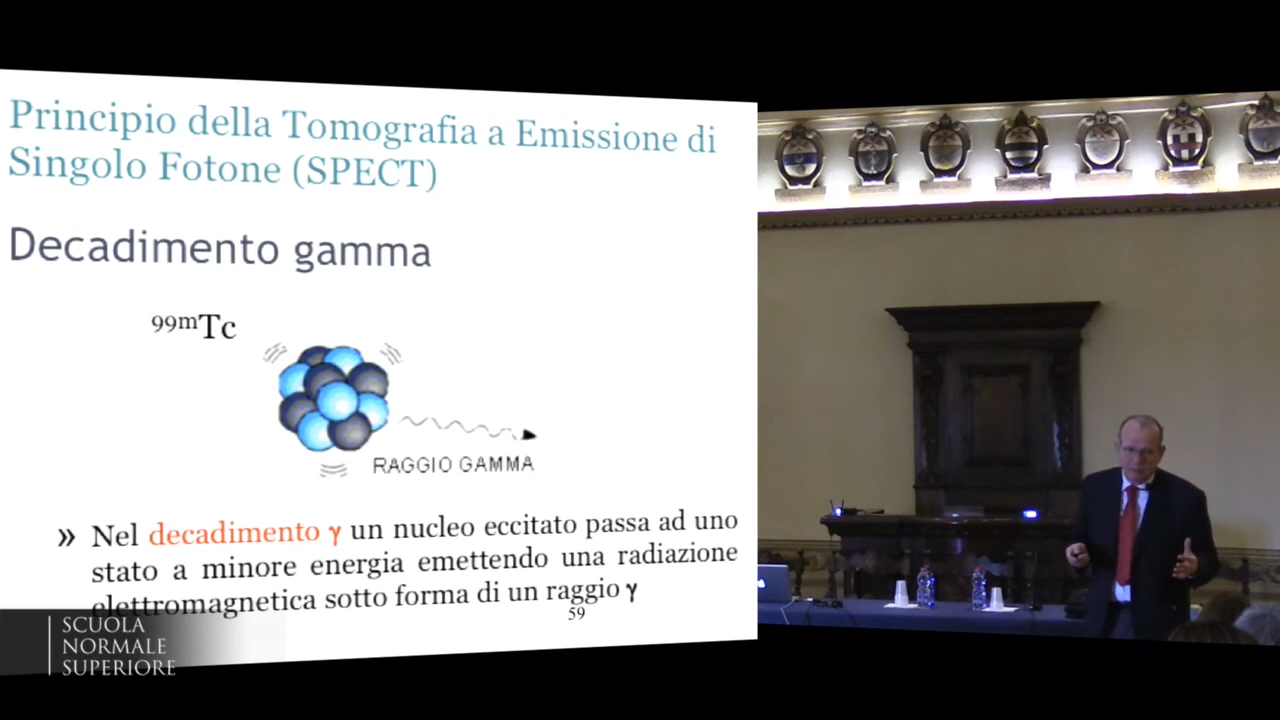 Principio della Tomografia a Emissione di
Singolo Fotone (SPECT)
Decadimento gamma
⁹⁹ᵐTc
RAGGIO GAMMA
» Nel decadimento γ un nucleo eccitato passa ad uno
stato a minore energia emettendo una radiazione
elettromagnetica sotto forma di un raggio γ
59
SCUOLA
NORMALE
SUPERIORE